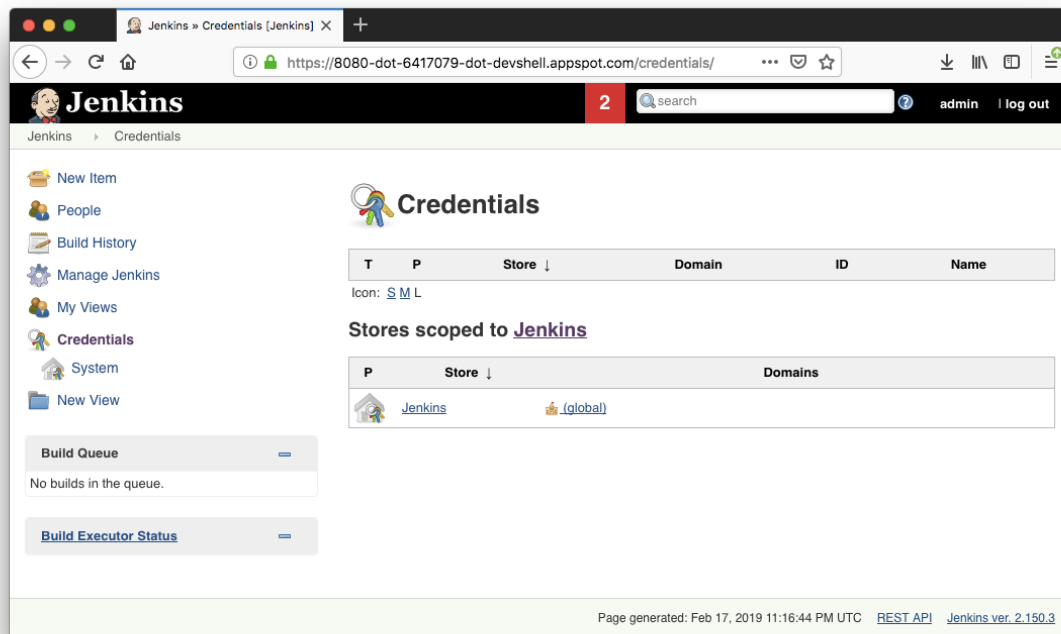 Jenkins » Credentials [Jenkins]
https://8080-dot-6417079-dot-devshell.appspot.com/credentials/
Jenkins
2
search
admin
| log out
Jenkins
Credentials
New Item
People
Build History
Manage Jenkins
My Views
Credentials
System
New View
Build Queue
No builds in the queue.
Build Executor Status
Credentials
T P Store ↓ Domain ID Name
Icon: S M L
Stores scoped to Jenkins
P Store ↓ Domains
Jenkins (global)
Page generated: Feb 17, 2019 11:16:44 PM UTC REST API Jenkins ver. 2.150.3